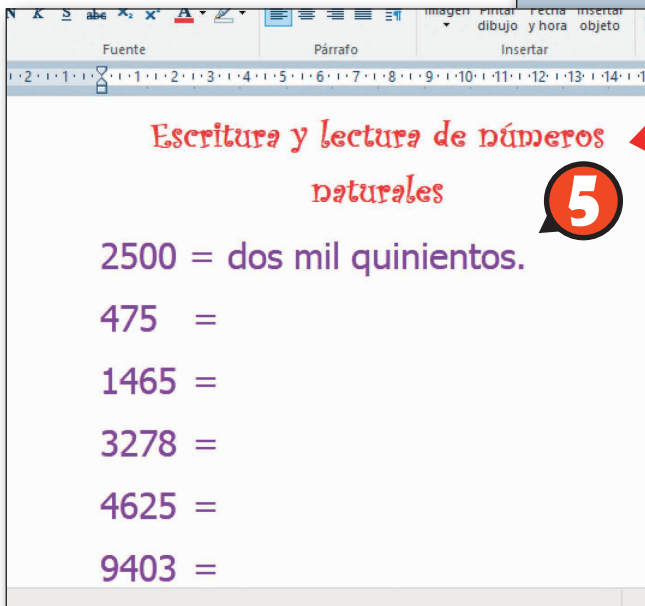 N K S abc X₂ X² A
Imagen Pintar Fecha Insertar
dibujo y hora objeto
Fuente Párrafo Insertar
2 1 1 2 3 4 5 6 7 8 9 10 11 12 13 14
Escritura y lectura de números
naturales
5
2500 = dos mil quinientos.
475 =
1465 =
3278 =
4625 =
9403 =